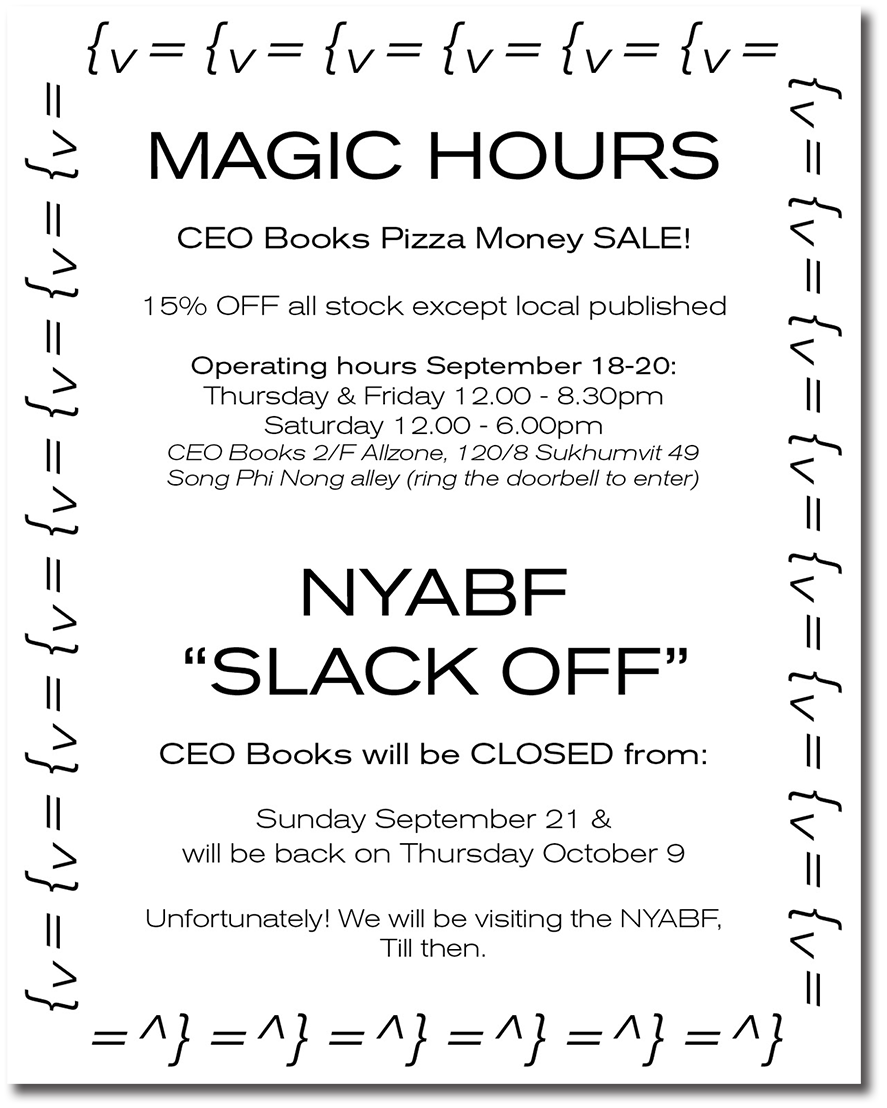 {v= {v= {v= {v= {v= {v=
MAGIC HOURS
CEO Books Pizza Money SALE!
15% OFF all stock except local published
Operating hours September 18-20:
Thursday & Friday 12.00 - 8.30pm
Saturday 12.00 - 6.00pm
CEO Books 2/F Allzone, 120/8 Sukhumvit 49
Song Phi Nong alley (ring the doorbell to enter)
NYABF
“SLACK OFF”
CEO Books will be CLOSED from:
Sunday September 21 &
will be back on Thursday October 9
Unfortunately! We will be visiting the NYABF,
Till then.
{v= {v= {v= {v= {v= {v= {v= {v=
{v= {v= {v= {v= {v= {v= {v= {v=
=^} =^} =^} =^} =^} =^}